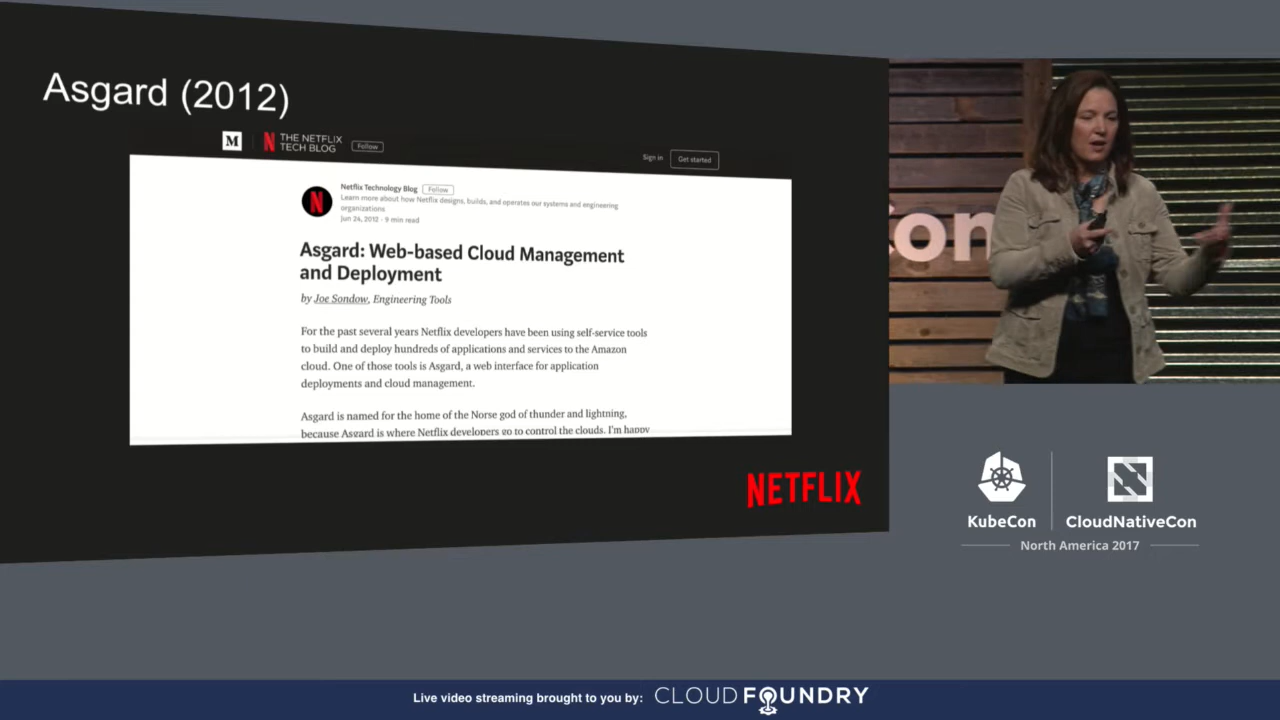 Asgard (2012)
M
N THE NETFLIX
TECH BLOG
Follow
Sign in
Get started
N
Netflix Technology Blog
Follow
Learn more about how Netflix designs, builds, and operates our systems and engineering
organizations
Jun 24, 2012 · 9 min read
Asgard: Web-based Cloud Management
and Deployment
by Joe Sondow, Engineering Tools
For the past several years Netflix developers have been using self-service tools
to build and deploy hundreds of applications and services to the Amazon
cloud. One of those tools is Asgard, a web interface for application
deployments and cloud management.
Asgard is named for the home of the Norse god of thunder and lightning,
because Asgard is where Netflix developers go to control the clouds. I'm happy
NETFLIX
on
KubeCon
CloudNativeCon
North America 2017
Live video streaming brought to you by:
CLOUD FOUNDRY